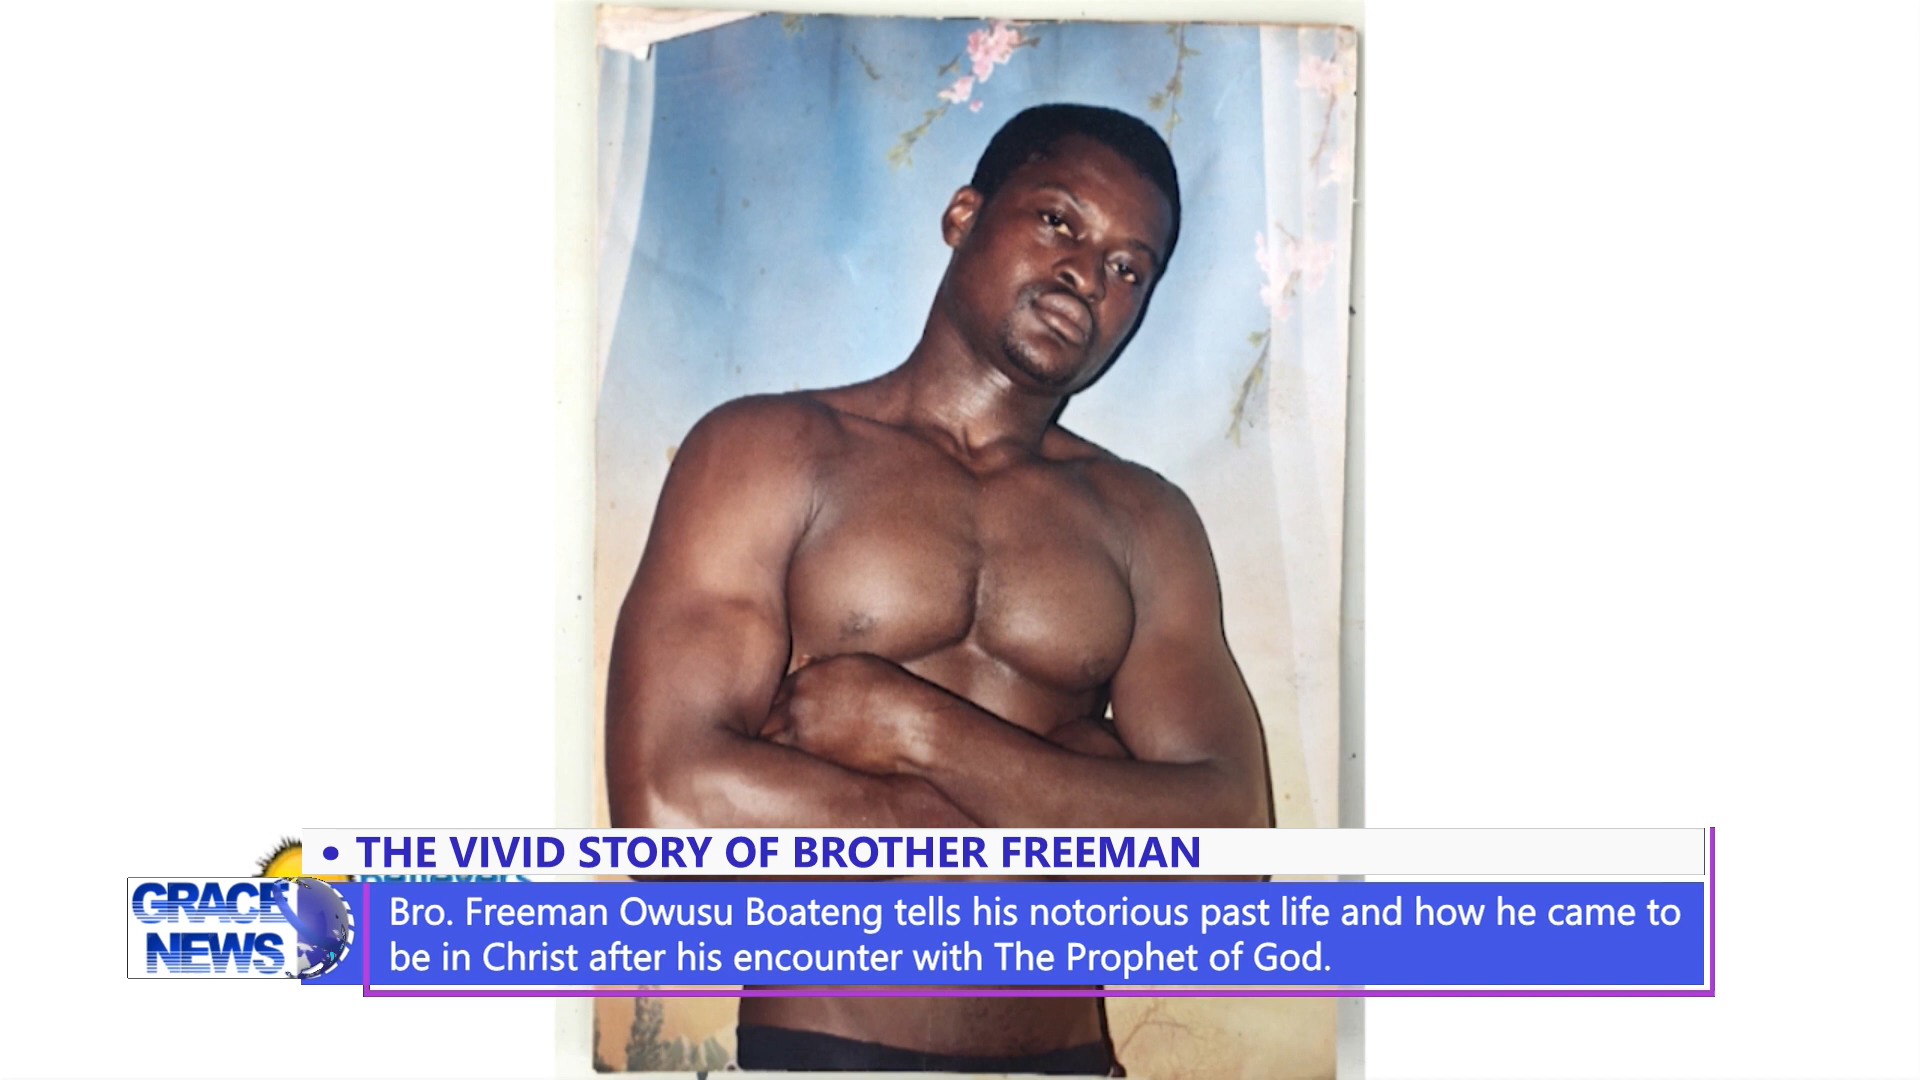 • THE VIVID STORY OF BROTHER FREEMAN
Believers
GRACE
NEWS
Bro. Freeman Owusu Boateng tells his notorious past life and how he came to
be in Christ after his encounter with The Prophet of God.